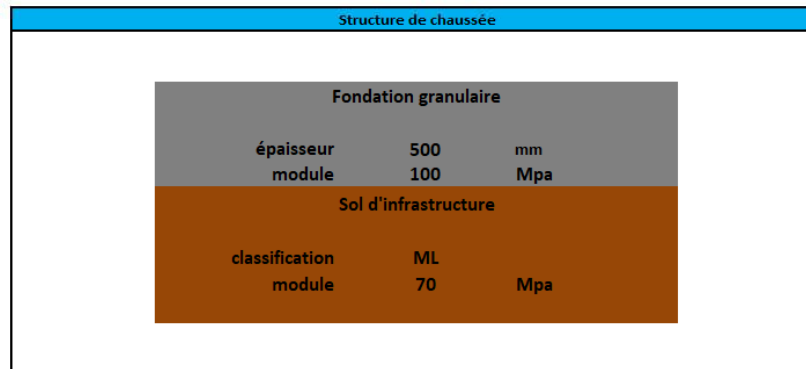 Structure de chaussée
Fondation granulaire
épaisseur 500 mm
module 100 Mpa
Sol d'infrastructure
classification ML
module 70 Mpa